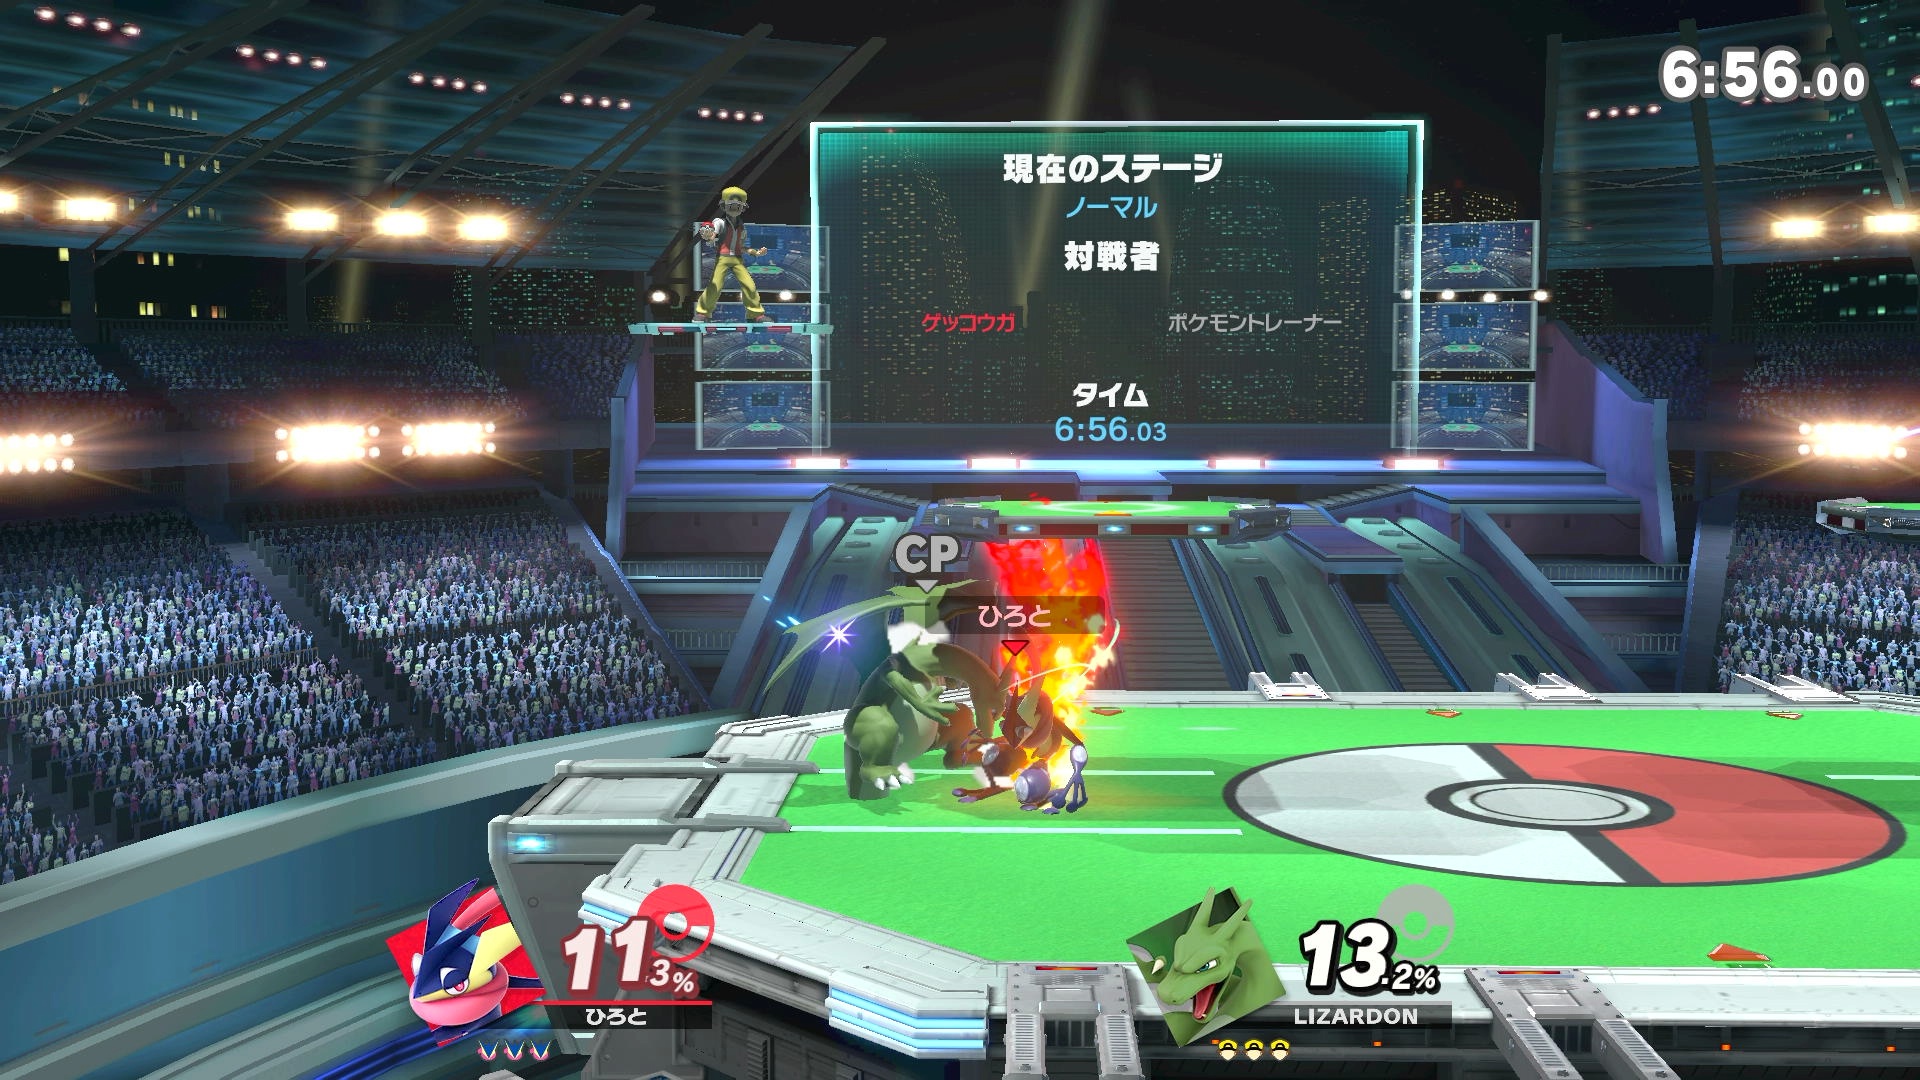 6:56.00
現在のステージ
ノーマル
対戦者
ゲッコウガ
ポケモントレーナー
タイム
6:56.03
CP
ひろと
11.3%
ひろと
13.2%
LIZARDON